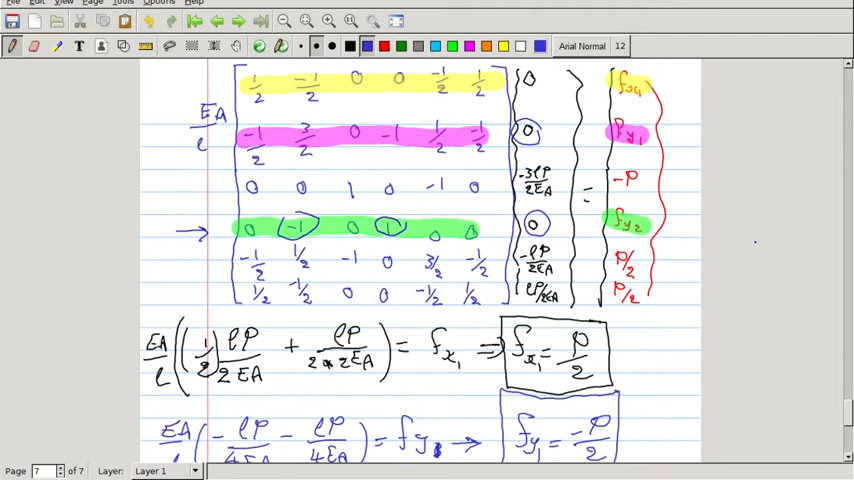 File Edit View Journal Tools Options Help
Arial Normal 12
EA/l
1/2 -1/2 0 0 -1/2 1/2 0 fx1
-1/2 3/2 0 -1 1/2 -1/2 0 fy1
0 0 1 0 -1 0 -3lP/2EA = -P
→ 0 -1 0 1 0 0 0 fy2
-1/2 1/2 -1 0 3/2 -1/2 -lP/2EA P/2
1/2 -1/2 0 0 -1/2 1/2 lP/2EA P/2
EA/l ((1/2) lP/2EA + lP/2*2EA) = fx1 ⇒ fx1 = P/2
EA/l (-lP/4EA - lP/4EA) = fy1 → fy1 = -P/2
Page 7 of 7 Layer: Layer 1